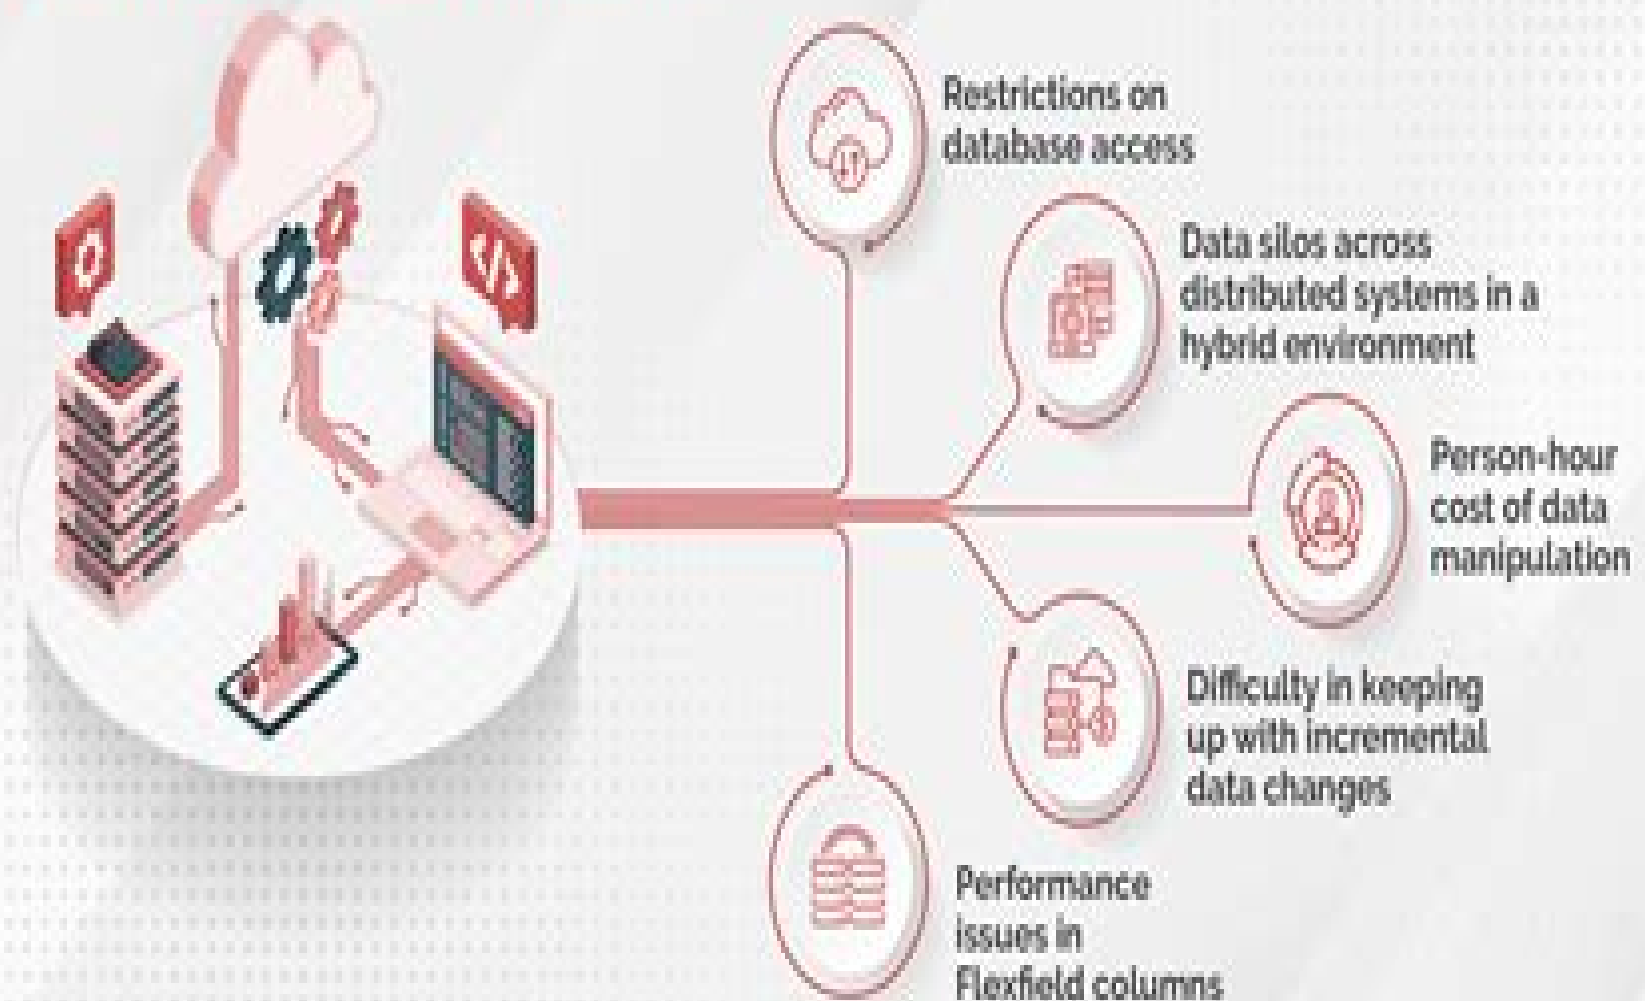 Restrictions on
database access
Data silos across
distributed systems in a
hybrid environment
Person-hour
cost of data
manipulation
Difficulty in keeping
up with incremental
data changes
Performance
issues in
Flexfield columns